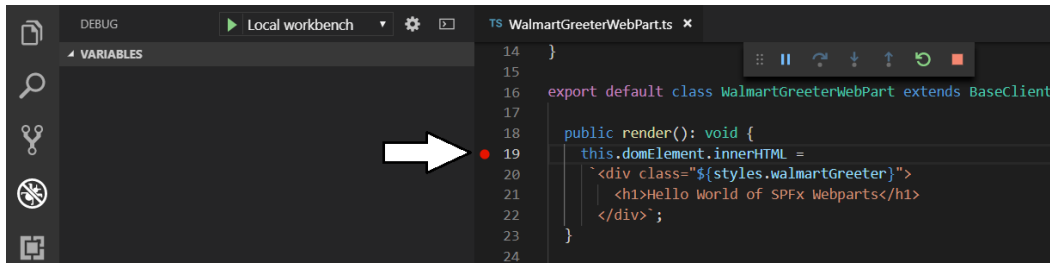 DEBUG
Local workbench
TS WalmartGreeterWebPart.ts ×
VARIABLES
14 }
15
16 export default class WalmartGreeterWebPart extends BaseClient
17
18 public render(): void {
19 this.domElement.innerHTML =
20 `<div class="${styles.walmartGreeter}">
21 <h1>Hello World of SPFx Webparts</h1>
22 </div>`;
23 }
24